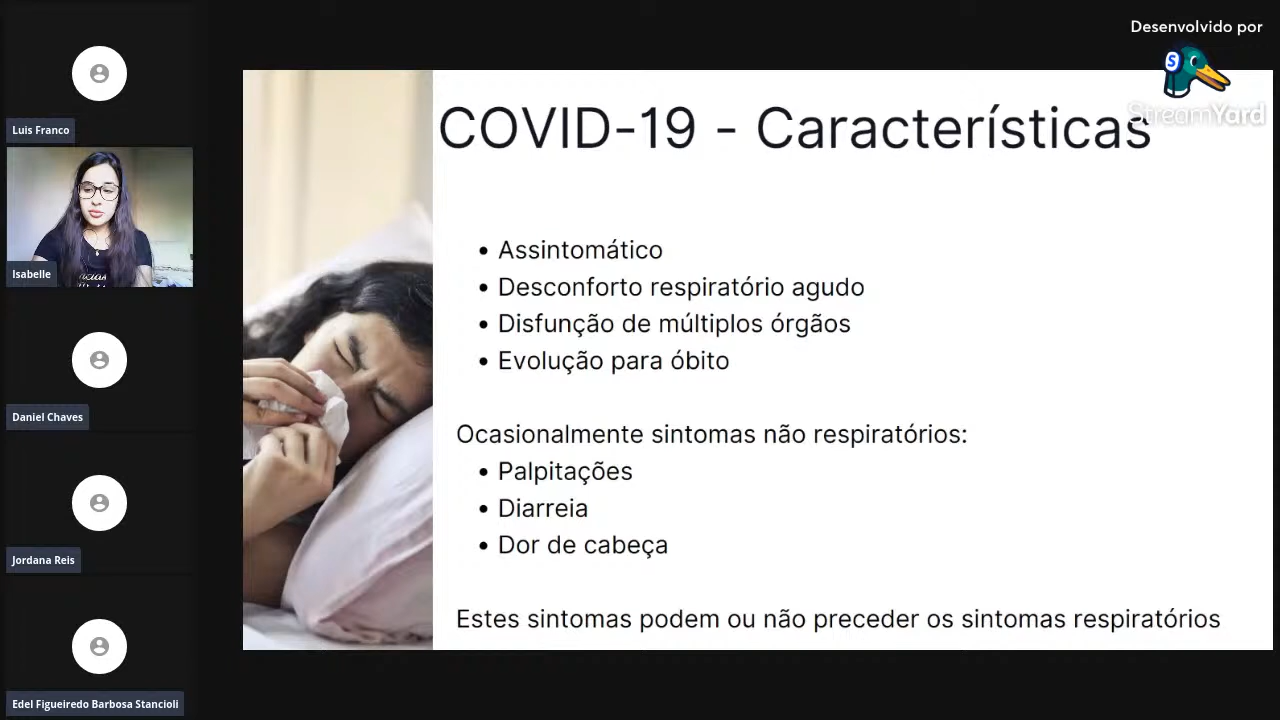 Desenvolvido por
StreamYard
Luis Franco
Isabelle
Daniel Chaves
Jordana Reis
Edel Figueiredo Barbosa Stancioli
COVID-19 - Características
• Assintomático
• Desconforto respiratório agudo
• Disfunção de múltiplos órgãos
• Evolução para óbito
Ocasionalmente sintomas não respiratórios:
• Palpitações
• Diarreia
• Dor de cabeça
Estes sintomas podem ou não preceder os sintomas respiratórios